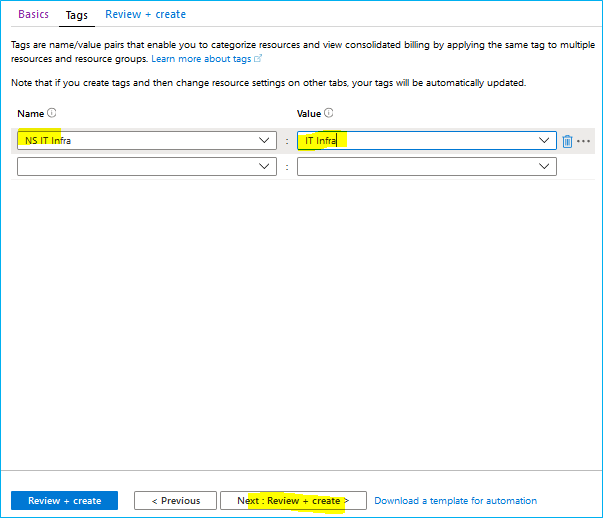 Basics Tags Review + create
Tags are name/value pairs that enable you to categorize resources and view consolidated billing by applying the same tag to multiple
resources and resource groups. Learn more about tags
Note that if you create tags and then change resource settings on other tabs, your tags will be automatically updated.
Name Value
NS IT Infra : IT Infra
:
Review + create < Previous Next : Review + create > Download a template for automation